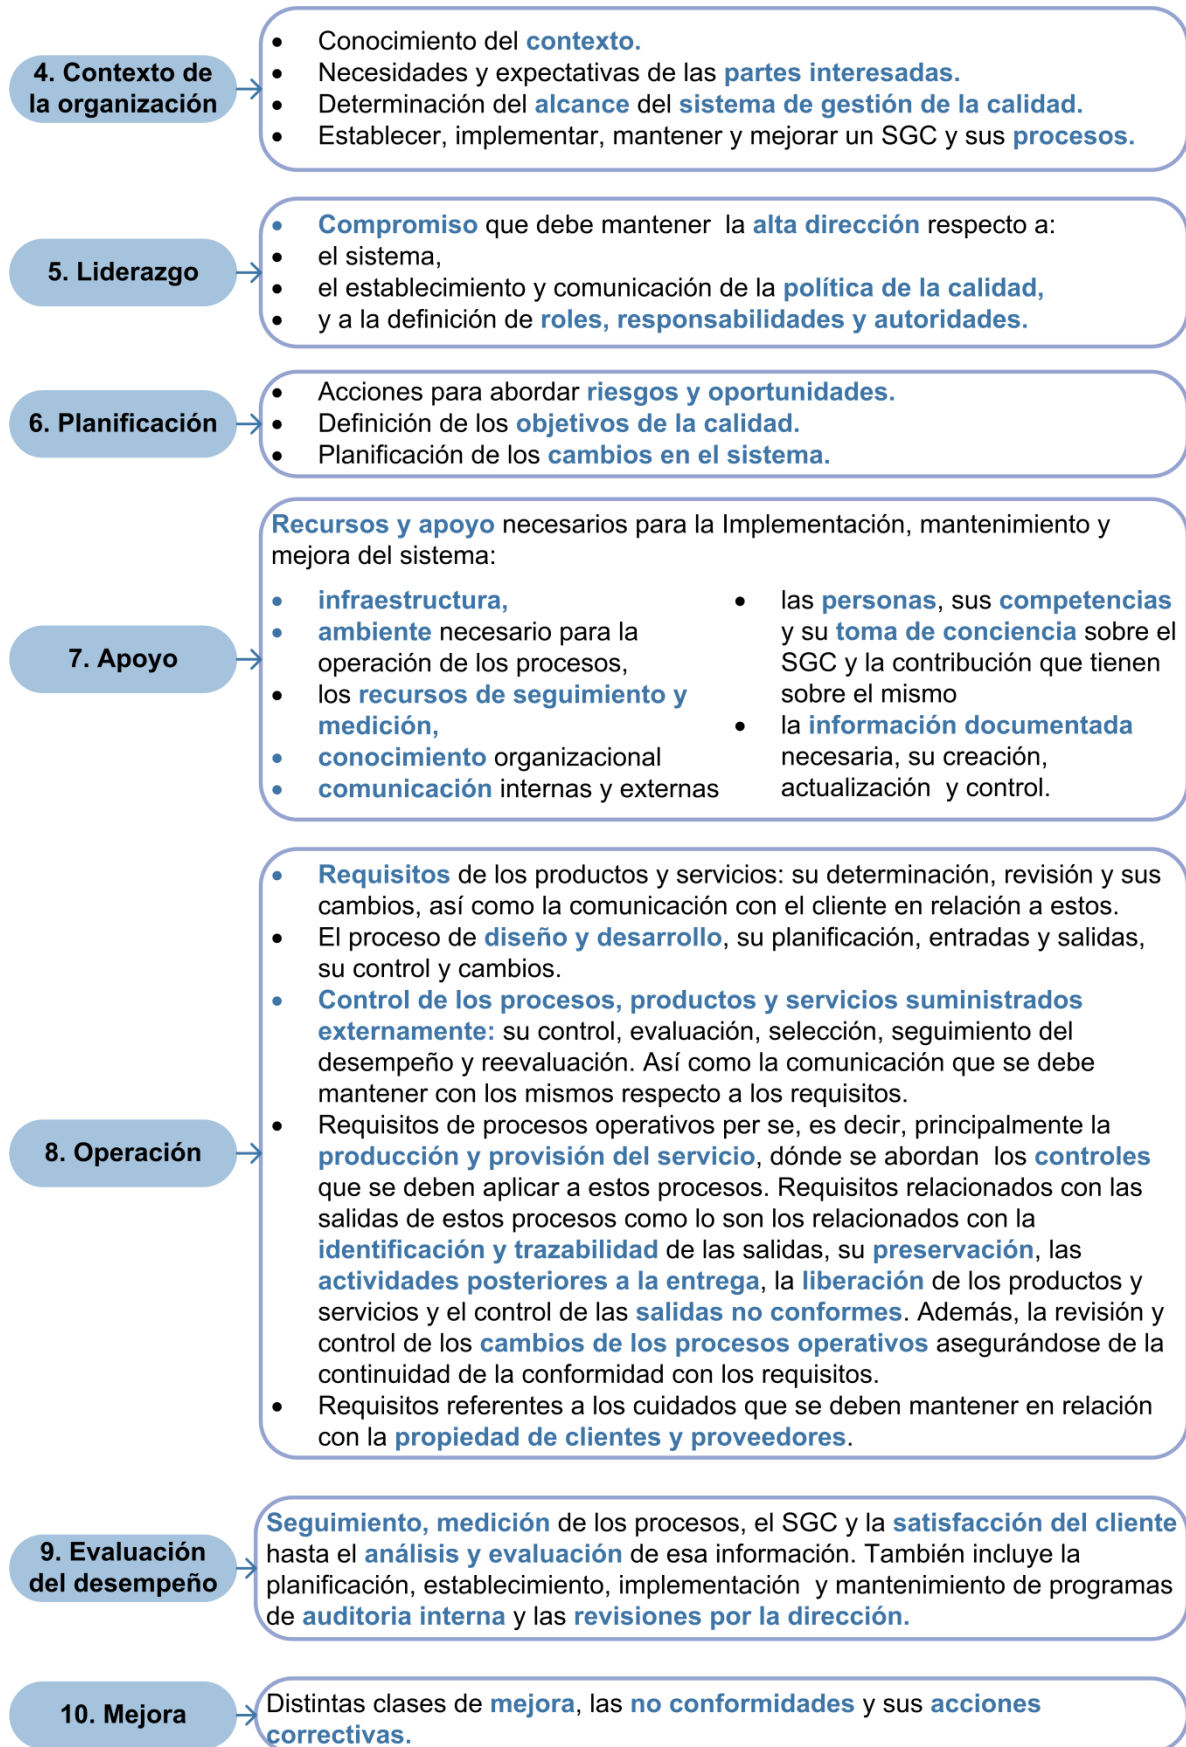 4. Contexto de
la organización
• Conocimiento del contexto.
• Necesidades y expectativas de las partes interesadas.
• Determinación del alcance del sistema de gestión de la calidad.
• Establecer, implementar, mantener y mejorar un SGC y sus procesos.
5. Liderazgo
• Compromiso que debe mantener  la alta dirección respecto a:
• el sistema,
• el establecimiento y comunicación de la política de la calidad,
• y a la definición de roles, responsabilidades y autoridades.
6. Planificación
• Acciones para abordar riesgos y oportunidades.
• Definición de los objetivos de la calidad.
• Planificación de los cambios en el sistema.
7. Apoyo
Recursos y apoyo necesarios para la Implementación, mantenimiento y
mejora del sistema:
• infraestructura,
• ambiente necesario para la
operación de los procesos,
• los recursos de seguimiento y
medición,
• conocimiento organizacional
• comunicación internas y externas
• las personas, sus competencias
y su toma de conciencia sobre el
SGC y la contribución que tienen
sobre el mismo
• la información documentada
necesaria, su creación,
actualización  y control.
8. Operación
• Requisitos de los productos y servicios: su determinación, revisión y sus
cambios, así como la comunicación con el cliente en relación a estos.
• El proceso de diseño y desarrollo, su planificación, entradas y salidas,
su control y cambios.
• Control de los procesos, productos y servicios suministrados
externamente: su control, evaluación, selección, seguimiento del
desempeño y reevaluación. Así como la comunicación que se debe
mantener con los mismos respecto a los requisitos.
• Requisitos de procesos operativos per se, es decir, principalmente la
producción y provisión del servicio, dónde se abordan  los controles
que se deben aplicar a estos procesos. Requisitos relacionados con las
salidas de estos procesos como lo son los relacionados con la
identificación y trazabilidad de las salidas, su preservación, las
actividades posteriores a la entrega, la liberación de los productos y
servicios y el control de las salidas no conformes. Además, la revisión y
control de los cambios de los procesos operativos asegurándose de la
continuidad de la conformidad con los requisitos.
• Requisitos referentes a los cuidados que se deben mantener en relación
con la propiedad de clientes y proveedores.
9. Evaluación
del desempeño
Seguimiento, medición de los procesos, el SGC y la satisfacción del cliente
hasta el análisis y evaluación de esa información. También incluye la
planificación, establecimiento, implementación  y mantenimiento de programas
de auditoria interna y las revisiones por la dirección.
10. Mejora
Distintas clases de mejora, las no conformidades y sus acciones
correctivas.